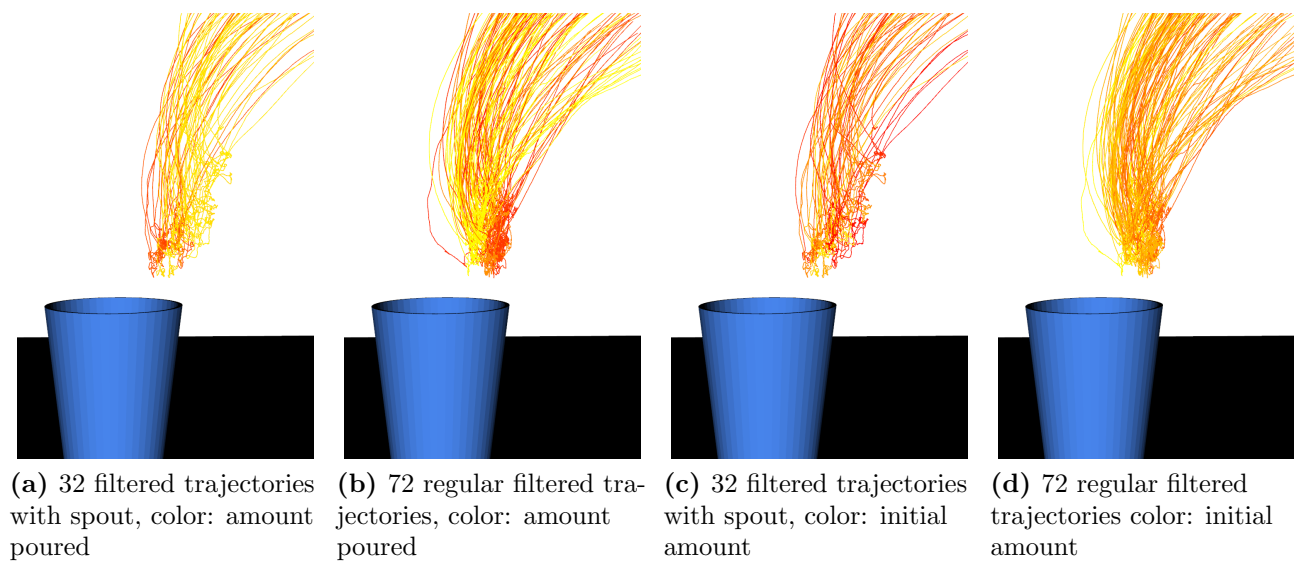 (a) 32 filtered trajectories
with spout, color: amount
poured
(b) 72 regular filtered tra-
jectories, color: amount
poured
(c) 32 filtered trajectories
with spout, color: initial
amount
(d) 72 regular filtered
trajectories color: initial
amount